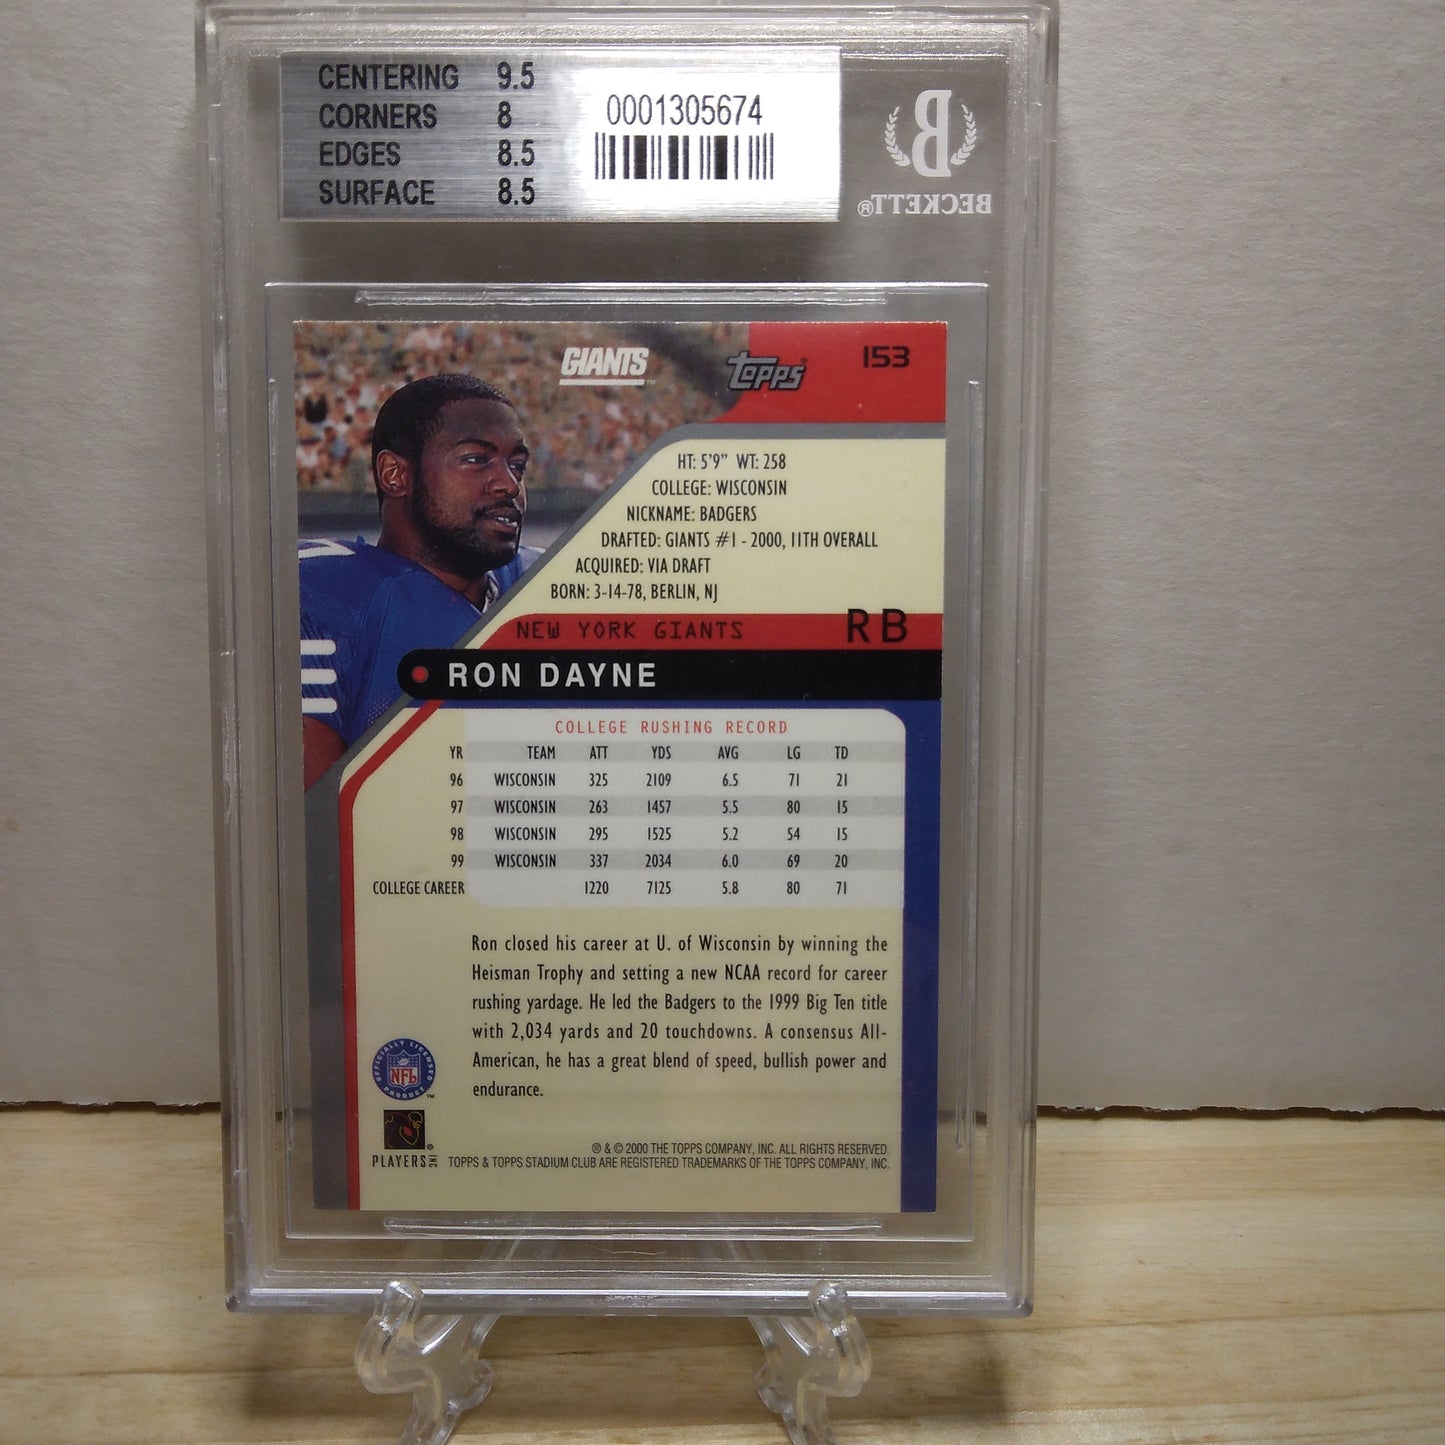 CENTERING 9.5
CORNERS 8
EDGES 8.5
SURFACE 8.5
0001305674
BECKETT®
GIANTS™
TOPPS®
153
HT: 5'9" WT: 258
COLLEGE: WISCONSIN
NICKNAME: BADGERS
DRAFTED: GIANTS #1 - 2000, 11TH OVERALL
ACQUIRED: VIA DRAFT
BORN: 3-14-78, BERLIN, NJ
NEW YORK GIANTS RB
RON DAYNE
COLLEGE RUSHING RECORD
YR TEAM ATT YDS AVG LG TD
96 WISCONSIN 325 2109 6.5 71 21
97 WISCONSIN 263 1457 5.5 80 15
98 WISCONSIN 295 1525 5.2 54 15
99 WISCONSIN 337 2034 6.0 69 20
COLLEGE CAREER 1220 7125 5.8 80 71
Ron closed his career at U. of Wisconsin by winning the
Heisman Trophy and setting a new NCAA record for career
rushing yardage. He led the Badgers to the 1999 Big Ten title
with 2,034 yards and 20 touchdowns. A consensus All-
American, he has a great blend of speed, bullish power and
endurance.
OFFICIALLY LICENSED
NFL
PRODUCT ™
PLAYERS INC ®
® & © 2000 THE TOPPS COMPANY, INC. ALL RIGHTS RESERVED.
TOPPS & TOPPS STADIUM CLUB ARE REGISTERED TRADEMARKS OF THE TOPPS COMPANY, INC.